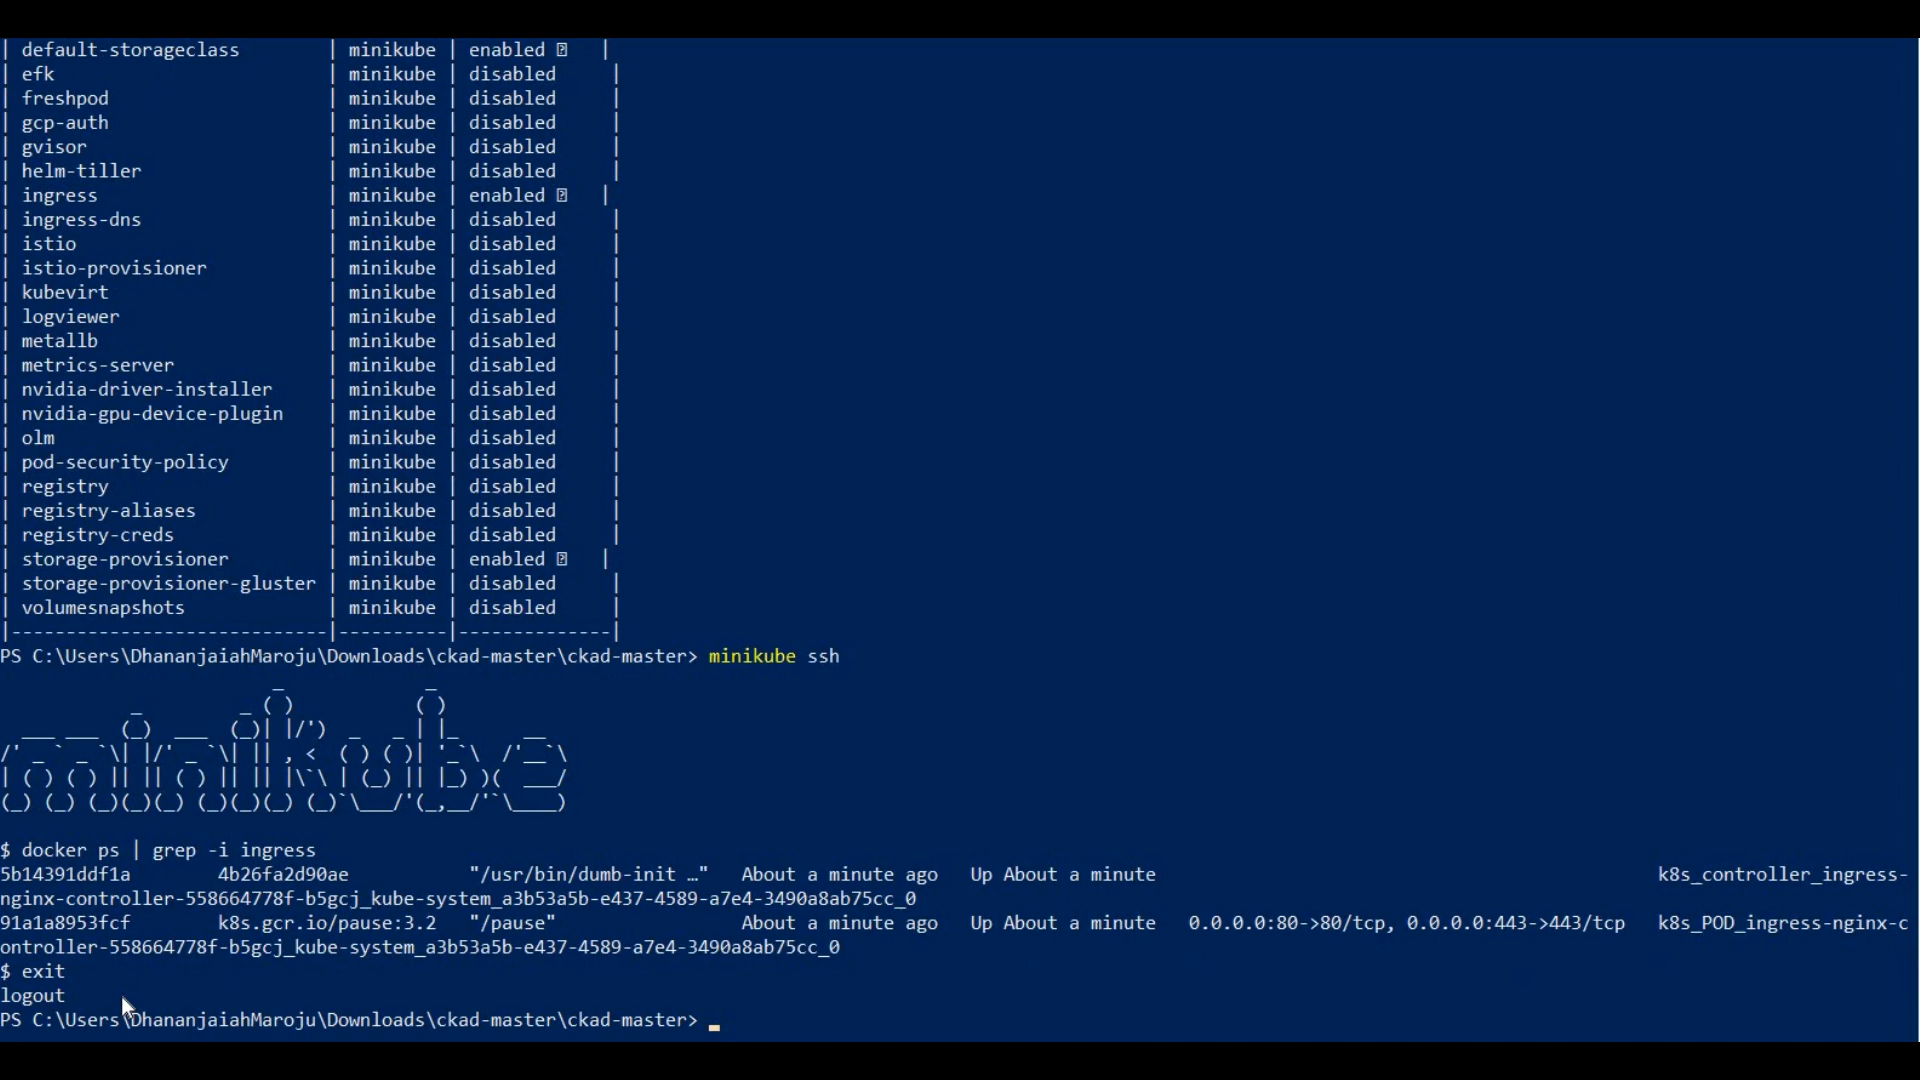 | default-storageclass        | minikube | enabled ⍰   |
| efk                         | minikube | disabled     |
| freshpod                    | minikube | disabled     |
| gcp-auth                    | minikube | disabled     |
| gvisor                      | minikube | disabled     |
| helm-tiller                 | minikube | disabled     |
| ingress                     | minikube | enabled ⍰   |
| ingress-dns                 | minikube | disabled     |
| istio                       | minikube | disabled     |
| istio-provisioner           | minikube | disabled     |
| kubevirt                    | minikube | disabled     |
| logviewer                   | minikube | disabled     |
| metallb                     | minikube | disabled     |
| metrics-server              | minikube | disabled     |
| nvidia-driver-installer     | minikube | disabled     |
| nvidia-gpu-device-plugin    | minikube | disabled     |
| olm                         | minikube | disabled     |
| pod-security-policy         | minikube | disabled     |
| registry                    | minikube | disabled     |
| registry-aliases            | minikube | disabled     |
| registry-creds              | minikube | disabled     |
| storage-provisioner         | minikube | enabled ⍰   |
| storage-provisioner-gluster | minikube | disabled     |
| volumesnapshots             | minikube | disabled     |
|-----------------------------|----------|--------------|
PS C:\Users\DhananjaiahMaroju\Downloads\ckad-master\ckad-master> minikube ssh
minikube
$ docker ps | grep -i ingress
5b14391ddf1a        4b26fa2d90ae           "/usr/bin/dumb-init …"   About a minute ago   Up About a minute                                              k8s_controller_ingress-
nginx-controller-558664778f-b5gcj_kube-system_a3b53a5b-e437-4589-a7e4-3490a8ab75cc_0
91a1a8953fcf        k8s.gcr.io/pause:3.2   "/pause"                 About a minute ago   Up About a minute   0.0.0.0:80->80/tcp, 0.0.0.0:443->443/tcp   k8s_POD_ingress-nginx-c
ontroller-558664778f-b5gcj_kube-system_a3b53a5b-e437-4589-a7e4-3490a8ab75cc_0
$ exit
logout
PS C:\Users\DhananjaiahMaroju\Downloads\ckad-master\ckad-master>